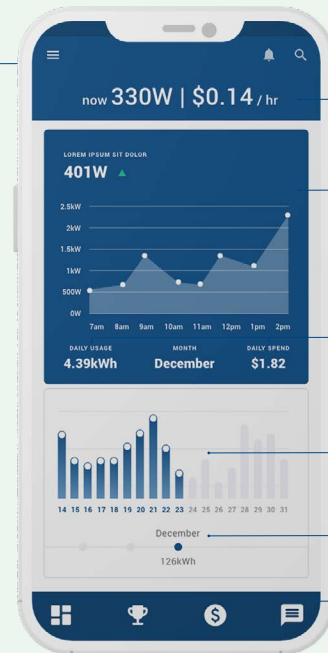 now 330W | $0.14 / hr
LOREM IPSUM SIT DOLOR
401W
2.5kW
2kW
1.5kW
1kW
500W
0W
7am 8am 9am 10am 11am 12pm 1pm 2pm
DAILY USAGE MONTH DAILY SPEND
4.39kWh December $1.82
14 15 16 17 18 19 20 21 22 23 24 25 26 27 28 29 30 31
December
126kWh
$